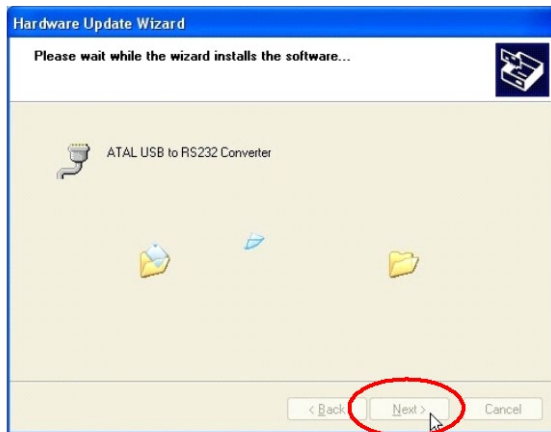 Hardware Update Wizard
Please wait while the wizard installs the software...
ATAL USB to RS232 Converter
< Back
Next >
Cancel